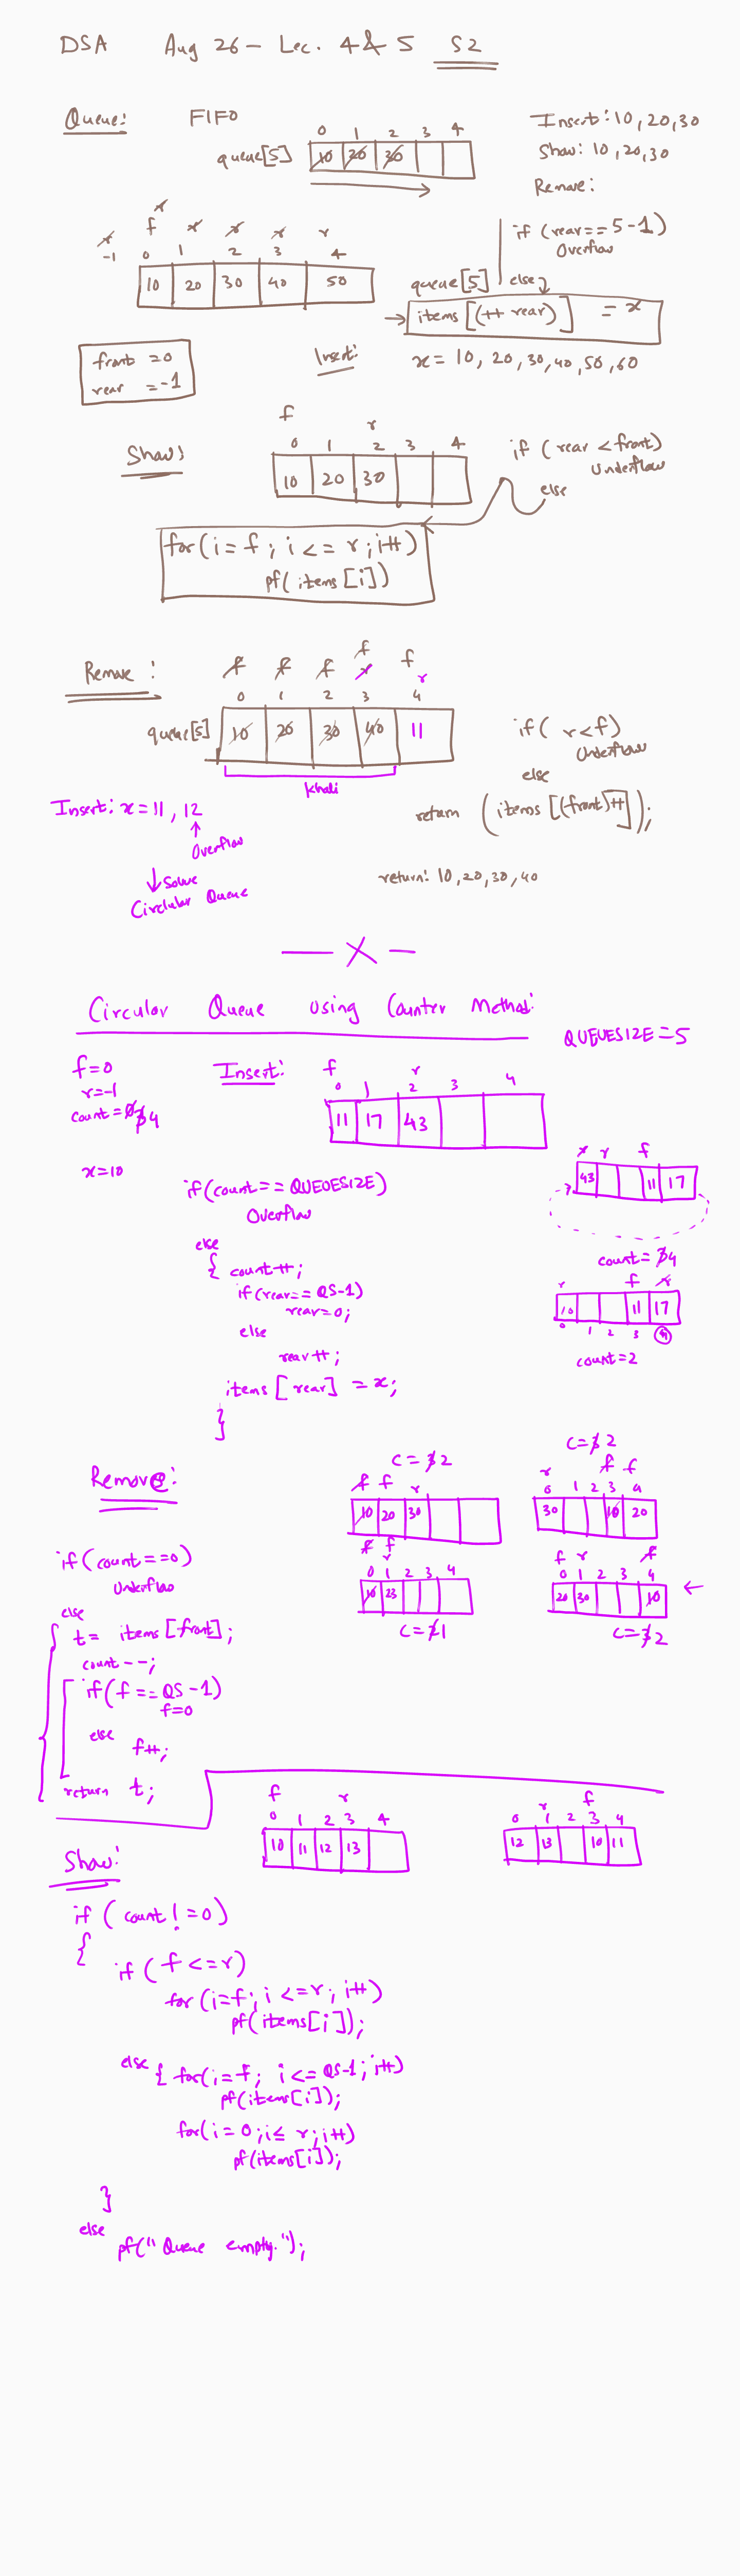 DSA Aug 26 - Lec. 4 & 5 S2
Queue: FIFO
0 1 2 3 4
queue[5] 10 20 30
Insert: 10, 20, 30
Show: 10, 20, 30
Remove:
f r
-1 0 1 2 3 4
10 20 30 40 50
if (rear == 5-1)
Overflow
queue[5] else
items [(++ rear)] = x
front = 0
rear = -1
Insert:
x = 10, 20, 30, 40, 50, 60
Show:
f r
0 1 2 3 4
10 20 30
if (rear < front)
Underflow
else
for (i = f ; i <= r ; i++)
pf( items [i])
Remove :
f f f f f
r r
0 1 2 3 4
queue[5] 10 20 30 40 11
khali
if ( r < f)
Underflow
else
return (items [(front)++]);
Insert: x = 11, 12
Overflow
Solve
Circular Queue
return: 10, 20, 30, 40
— X —
Circular Queue using Counter Method:
QUEUESIZE = 5
f = 0
r = -1
count = 0 3 4
Insert:
f r
0 1 2 3 4
11 17 43
x = 10
if (count == QUEUESIZE)
Overflow
else
{ count ++;
if (rear == QS-1)
rear = 0;
else
rear ++;
items [ rear] = x;
}
r r f
43 11 17
?
count = 3 4
r f r
10 11 17
0 1 2 3 4
count = 2
Remove:
C = 3 2
f f r
10 20 30
C = 3 2
r f f
0 1 2 3 4
30 10 20
f f
r
0 1 2 3 4
10 23
C = 2 1
f r f
0 1 2 3 4
20 30 10
C = 3 2
if (count == 0)
Underflow
else
{ t = items [front];
count --;
if (f == QS - 1)
f = 0
else
f++;
return t;
Show:
f r
0 1 2 3 4
10 11 12 13
r f
0 1 2 3 4
12 13 10 11
if ( count != 0)
{
if ( f <= r)
for (i = f; i <= r ; i++)
pf(items[i]);
else { for(i = f; i <= QS-1; i++)
pf(items[i]);
for(i = 0; i ≤ r; i++)
pf(items[i]);
}
else
pf(" Queue empty.");